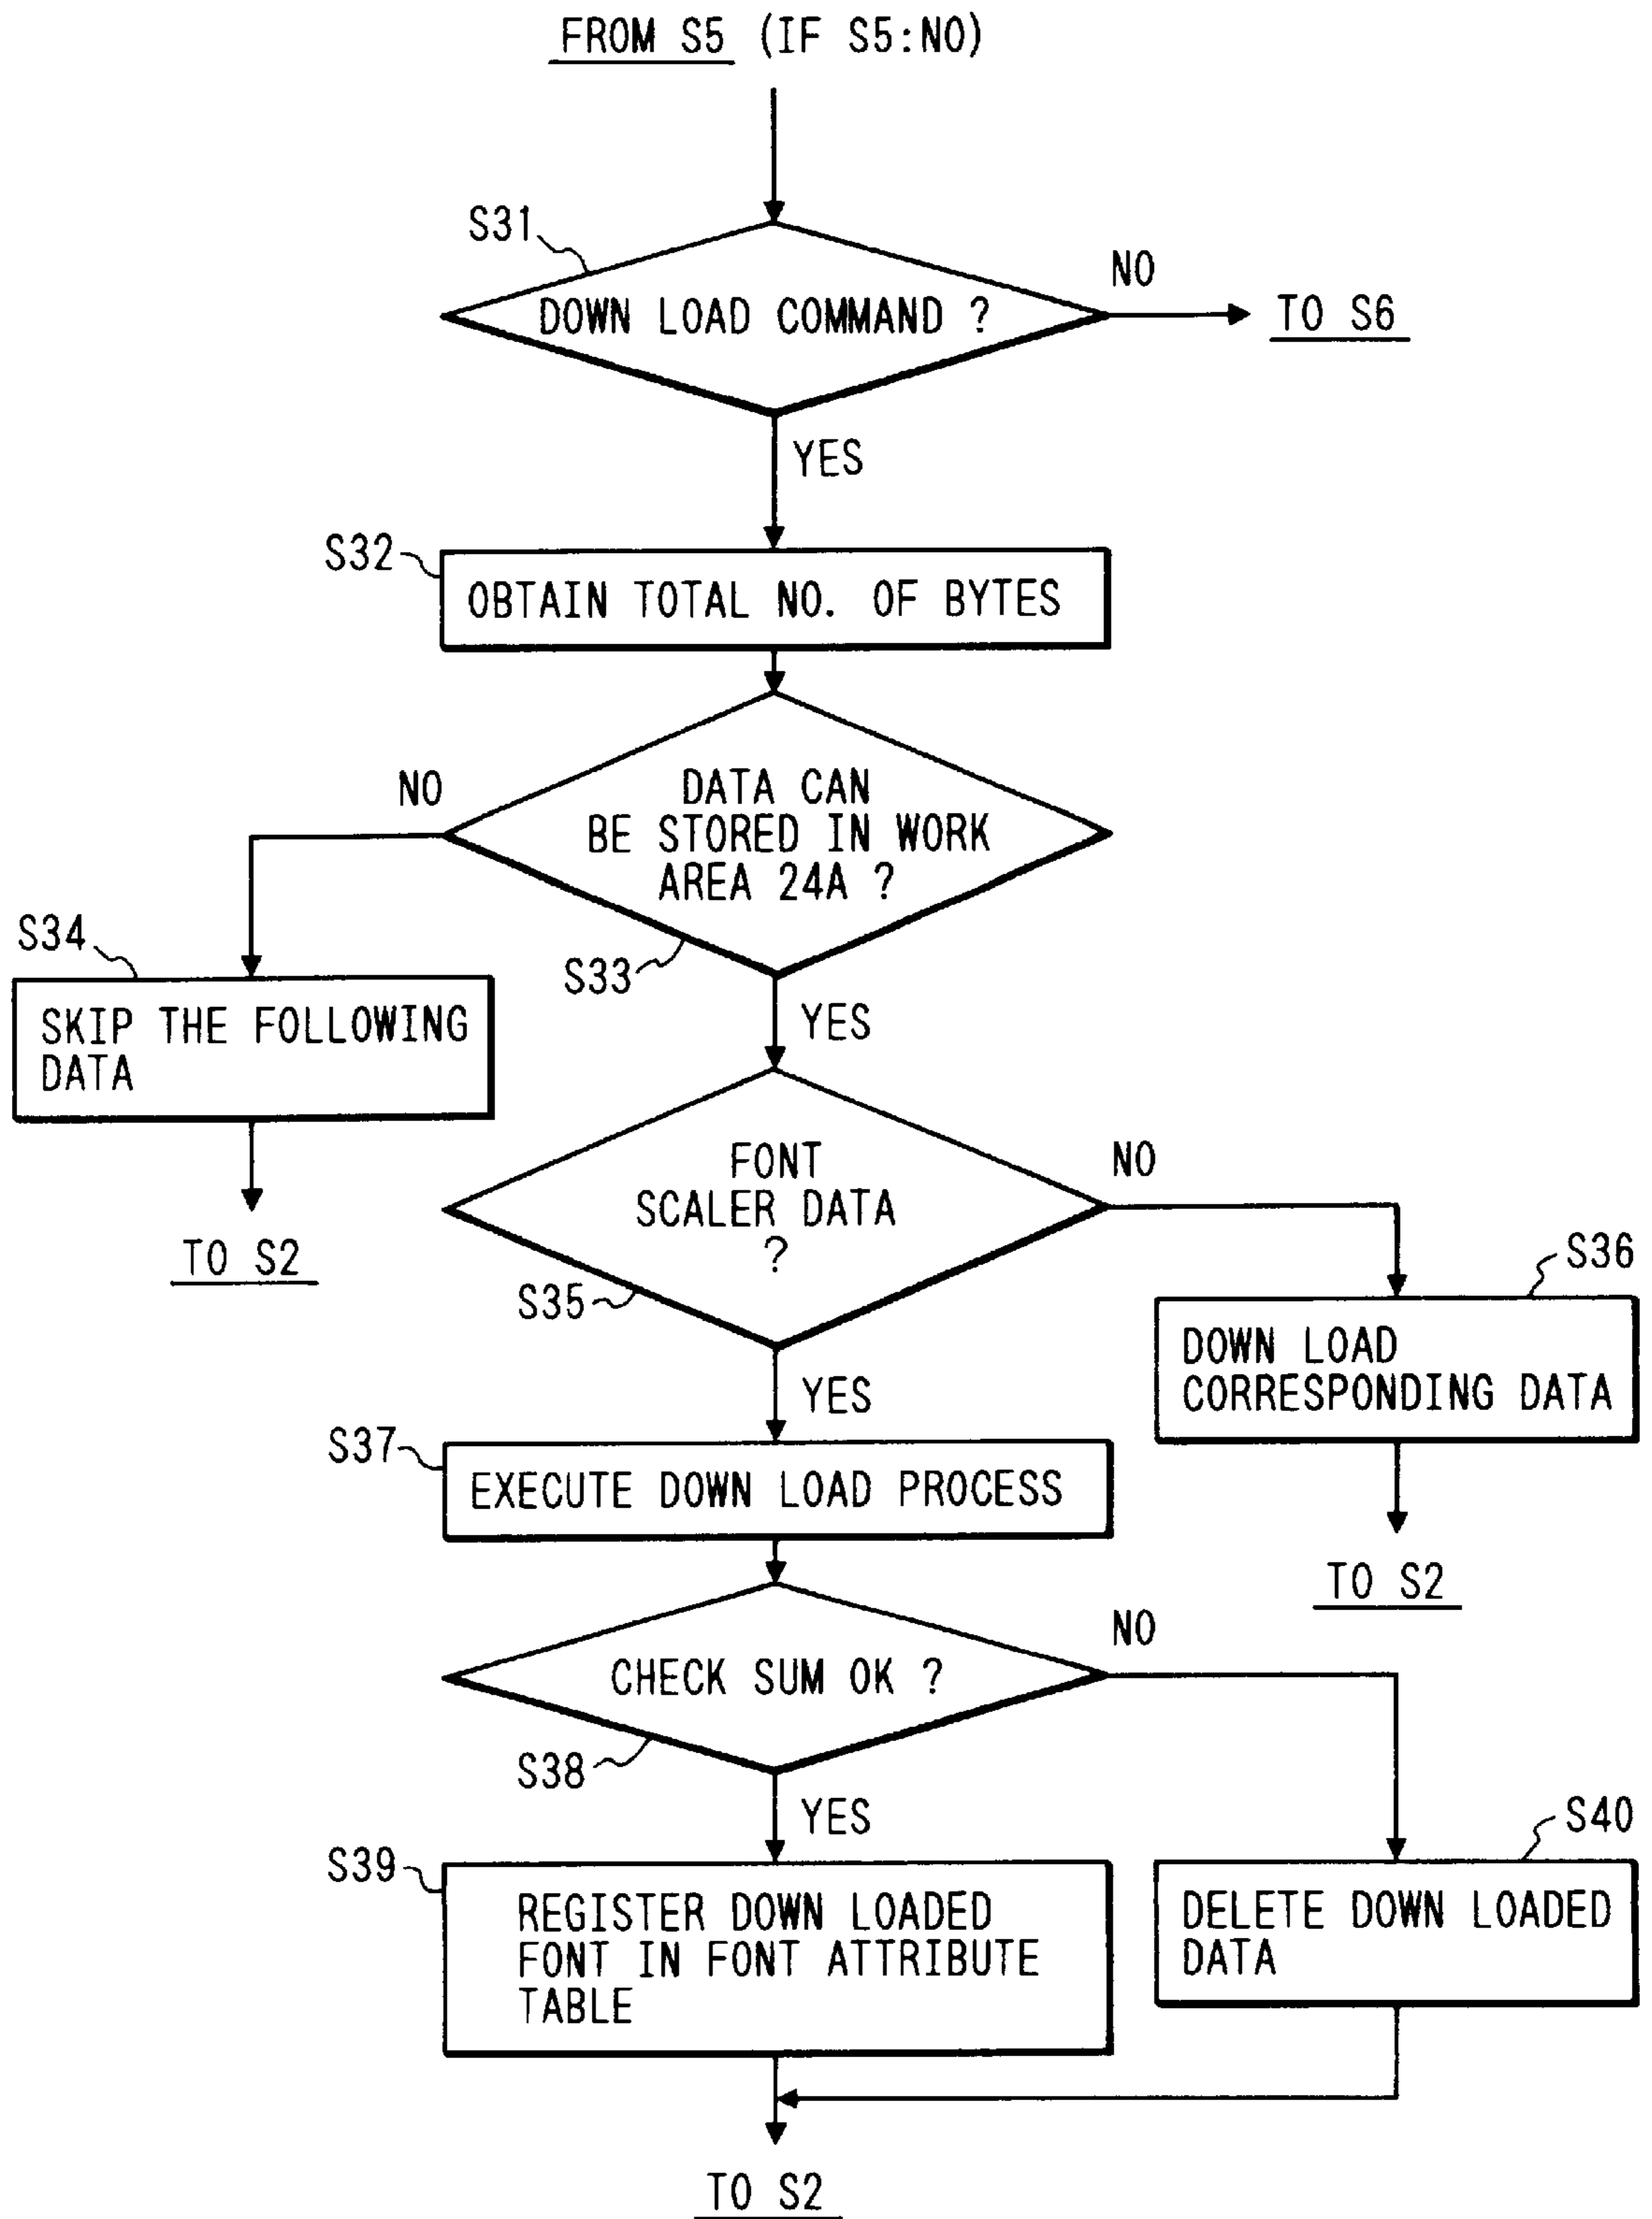 FROM S5 (IF S5:NO)
S31
NO
DOWN LOAD COMMAND ?
TO S6
YES
S32
OBTAIN TOTAL NO. OF BYTES
NO
DATA CAN
BE STORED IN WORK
AREA 24A ?
S34
S33
SKIP THE FOLLOWING
DATA
YES
TO S2
FONT
SCALER DATA
?
NO
S35
S36
DOWN LOAD
CORRESPONDING DATA
YES
S37
EXECUTE DOWN LOAD PROCESS
TO S2
NO
CHECK SUM OK ?
S38
YES
S40
S39
REGISTER DOWN LOADED
FONT IN FONT ATTRIBUTE
TABLE
DELETE DOWN LOADED
DATA
TO S2